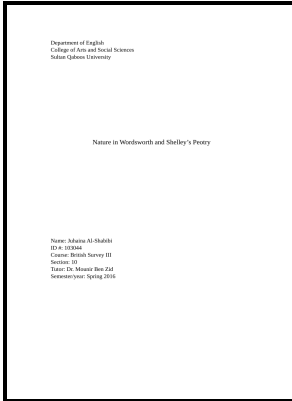 Department of English
College of Arts and Social Sciences
Sultan Qaboos University
Nature in Wordsworth and Shelley's Peotry
Name: Juhaina Al-Shabibi
ID #: 103044
Course: British Survey III
Section: 10
Tutor: Dr. Mounir Ben Zid
Semester/year: Spring 2016